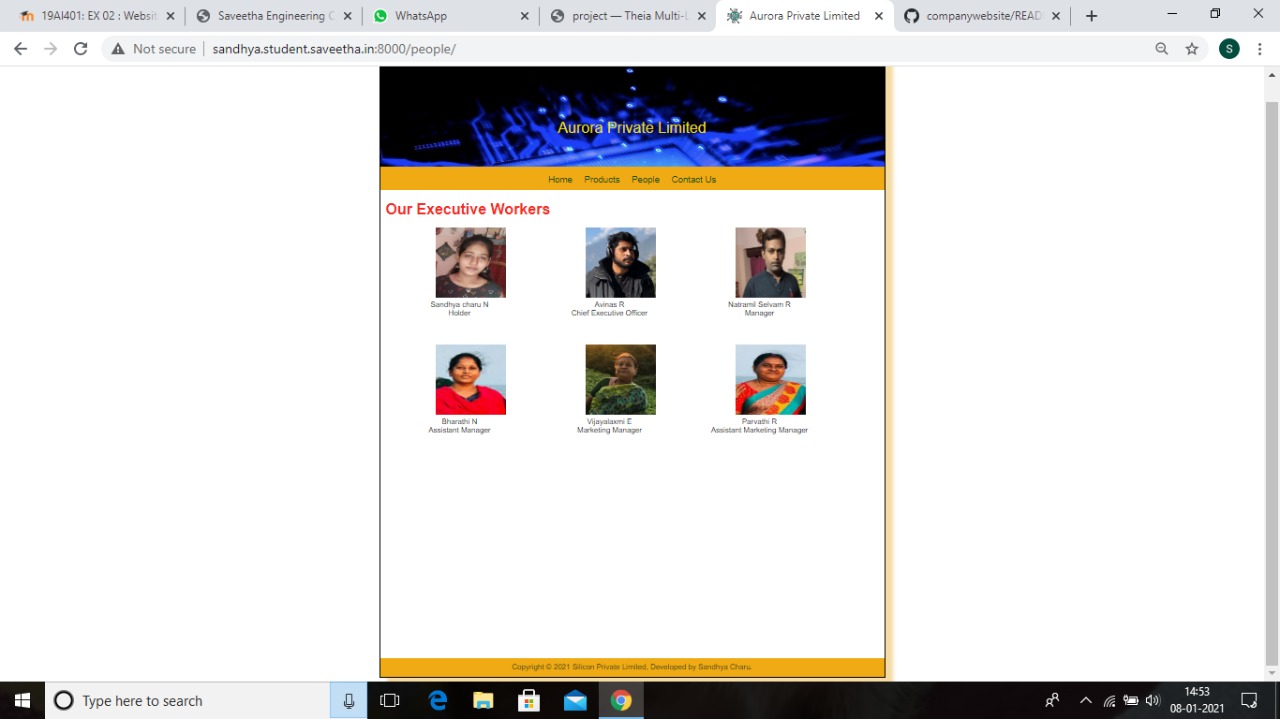 19AI401: EX 02 Websit
Saveetha Engineering C
WhatsApp
Silicon — Theia Multi-L
Aurora Private Limited
companywebsite/READ
Not secure
sandhya.student.saveetha.in:8000/people/
S
Aurora Private Limited
Home Products People Contact Us
Our Executive Workers
Sandhya charu N
Holder
Avinas R
Chief Executive Officer
Natramil Selvam R
Manager
Bharathi N
Assistant Manager
Vijayalaxmi E
Marketing Manager
Parvathi R
Assistant Marketing Manager
Copyright © 2021 Silicon Private Limited, Developed by Sandhya Charu.
Type here to search
14:53
08-01-2021